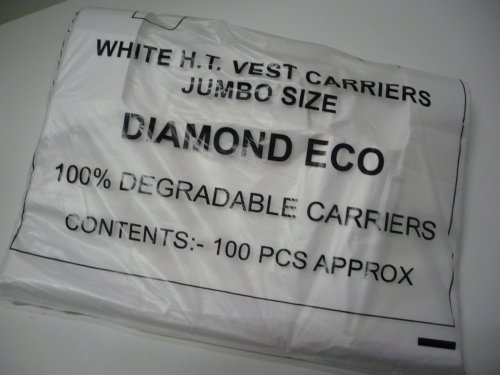 WHITE H.T. VEST CARRIERS
JUMBO SIZE
DIAMOND ECO
100% DEGRADABLE CARRIERS
CONTENTS:- 100 PCS APPROX